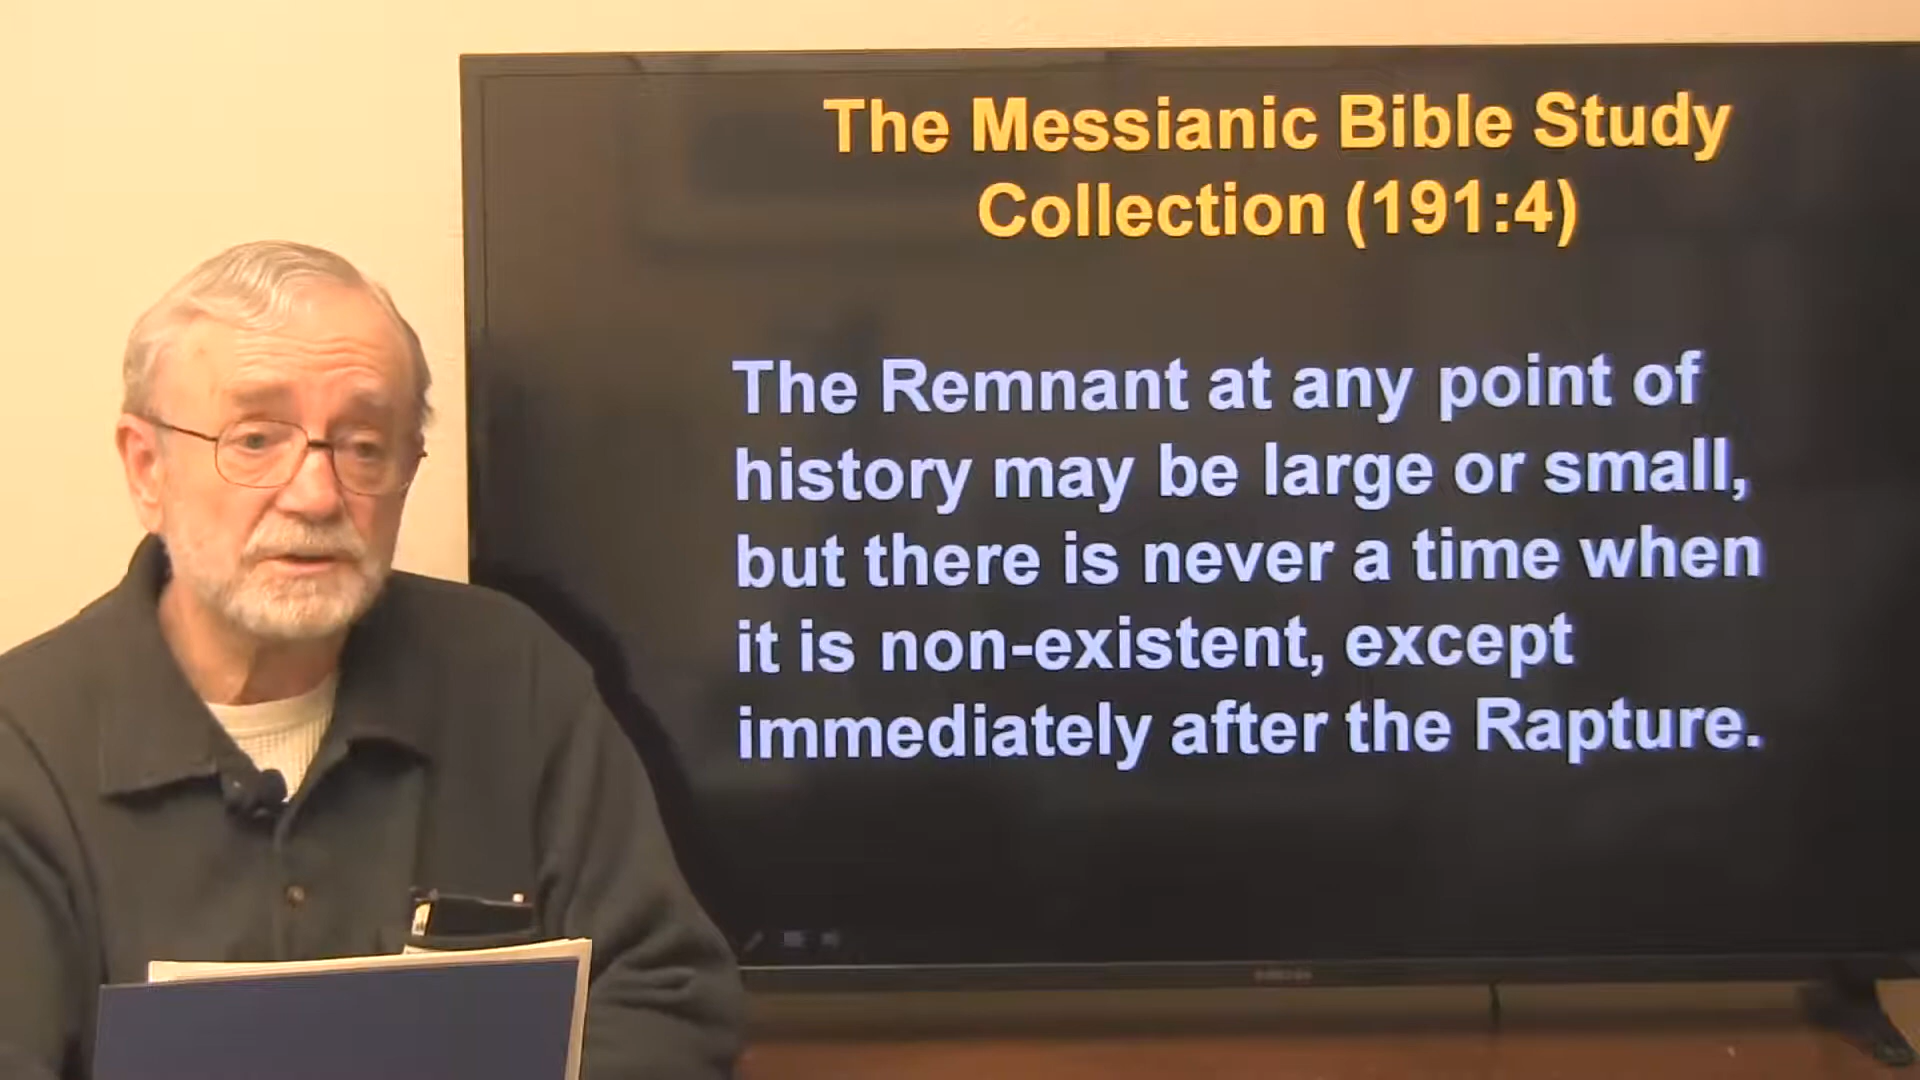 The Messianic Bible Study
Collection (191:4)
The Remnant at any point of
history may be large or small,
but there is never a time when
it is non-existent, except
immediately after the Rapture.